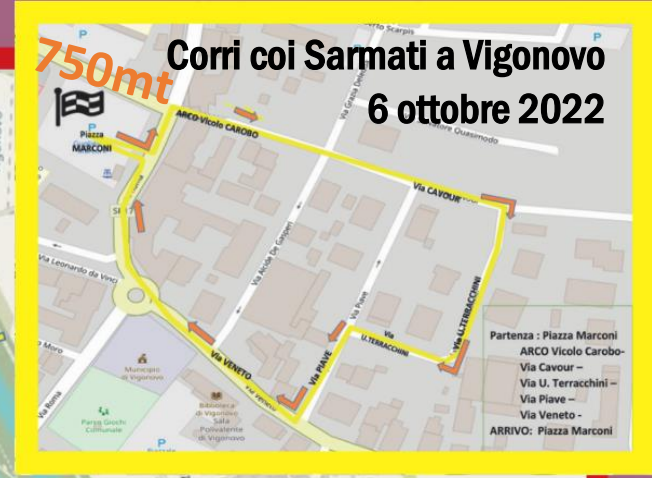 750mt
Corri coi Sarmati a Vigonovo
6 ottobre 2022
P
P
Piazza
MARCONI
ARCO Vicolo CAROBO
Via CAVOUR
Via Leonardo da Vinci
Via Alcide De Gasperi
Via Piave
Via
U.TERRACCHINI
Via U.TERRACCHINI
Via PIAVE
Via VENETO
Via Veneto
Municipio
di Vigonovo
Biblioteca
di Vigonovo
Sala
Polivalente
di Vigonovo
Via Roma
Parco Giochi
Comunale
P
Partenza : Piazza Marconi
ARCO Vicolo Carobo-
Via Cavour –
Via U. Terracchini –
Via Piave –
Via Veneto -
ARRIVO: Piazza Marconi